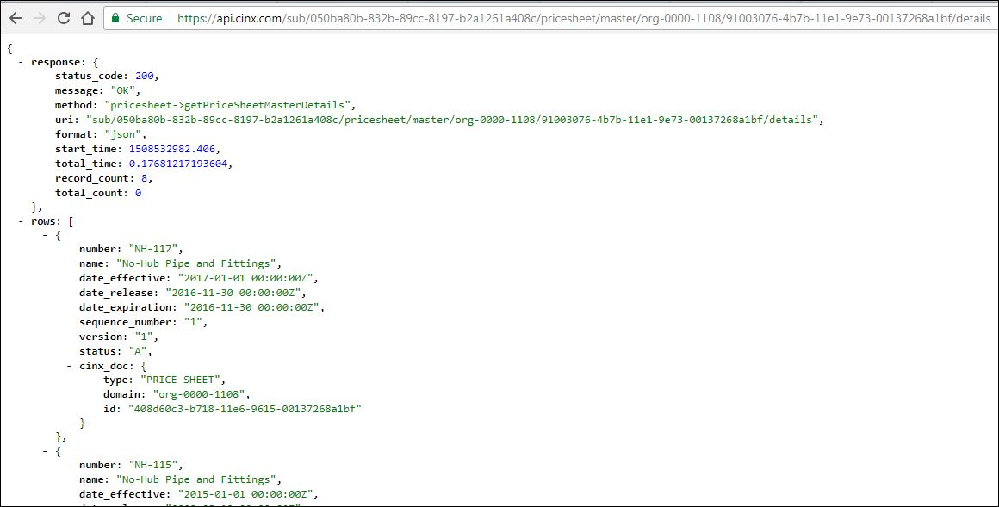 Secure https://api.cinx.com/sub/050ba80b-832b-89cc-8197-b2a1261a408c/pricesheet/master/org-0000-1108/91003076-4b7b-11e1-9e73-00137268a1bf/details
{
- response: {
status_code: 200,
message: "OK",
method: "pricesheet->getPriceSheetMasterDetails",
uri: "sub/050ba80b-832b-89cc-8197-b2a1261a408c/pricesheet/master/org-0000-1108/91003076-4b7b-11e1-9e73-00137268a1bf/details",
format: "json",
start_time: 1508532982.406,
total_time: 0.17681217193604,
record_count: 8,
total_count: 0
},
- rows: [
- {
number: "NH-117",
name: "No-Hub Pipe and Fittings",
date_effective: "2017-01-01 00:00:00Z",
date_release: "2016-11-30 00:00:00Z",
date_expiration: "2016-11-30 00:00:00Z",
sequence_number: "1",
version: "1",
status: "A",
- cinx_doc: {
type: "PRICE-SHEET",
domain: "org-0000-1108",
id: "408d60c3-b718-11e6-9615-00137268a1bf"
}
},
- {
number: "NH-115",
name: "No-Hub Pipe and Fittings",
date_effective: "2015-01-01 00:00:00Z",